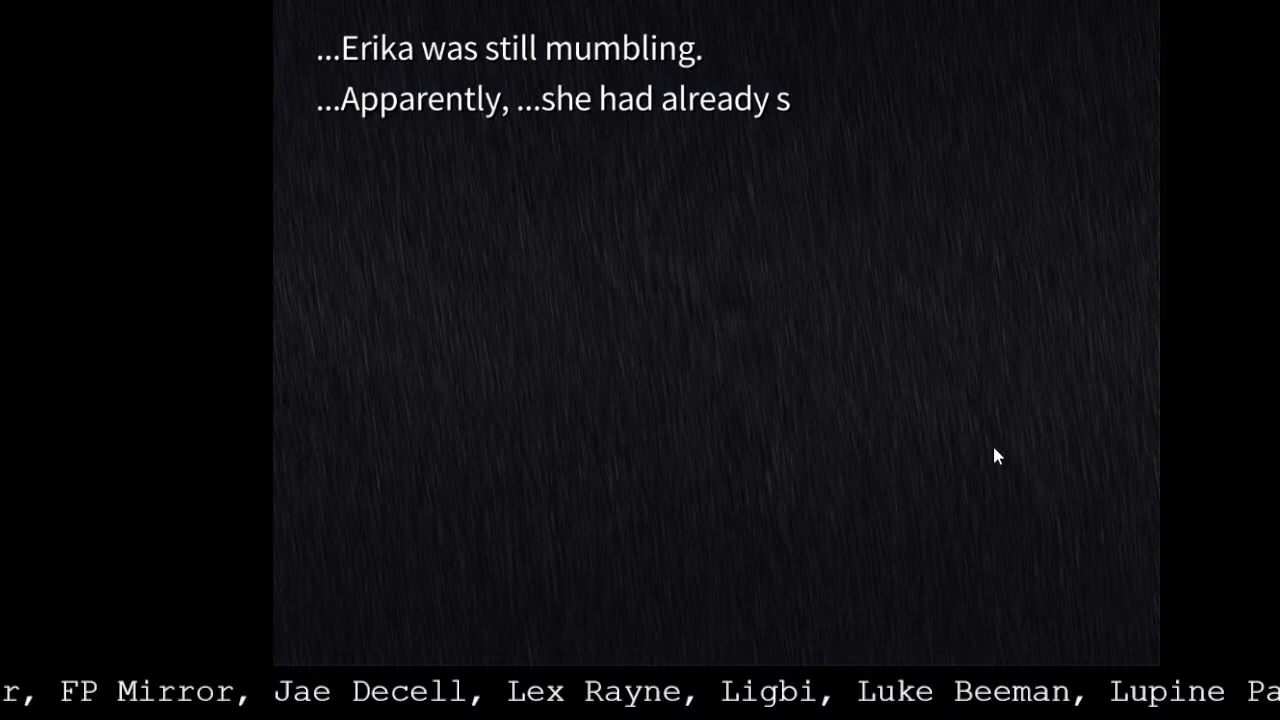 ...Erika was still mumbling.
...Apparently, ...she had already s
r, FP Mirror, Jae Decell, Lex Rayne, Ligbi, Luke Beeman, Lupine Pa